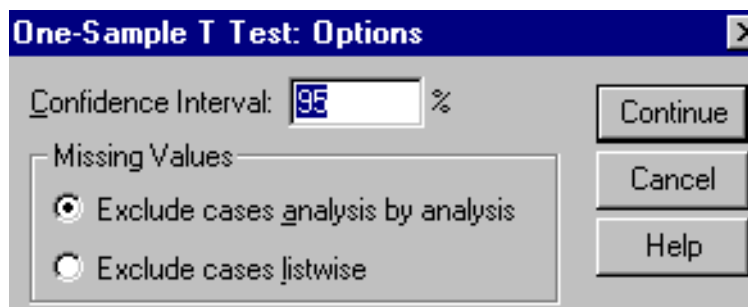 One-Sample T Test: Options
Confidence Interval: 95 %
Continue
Missing Values
Cancel
Exclude cases analysis by analysis
Help
Exclude cases listwise